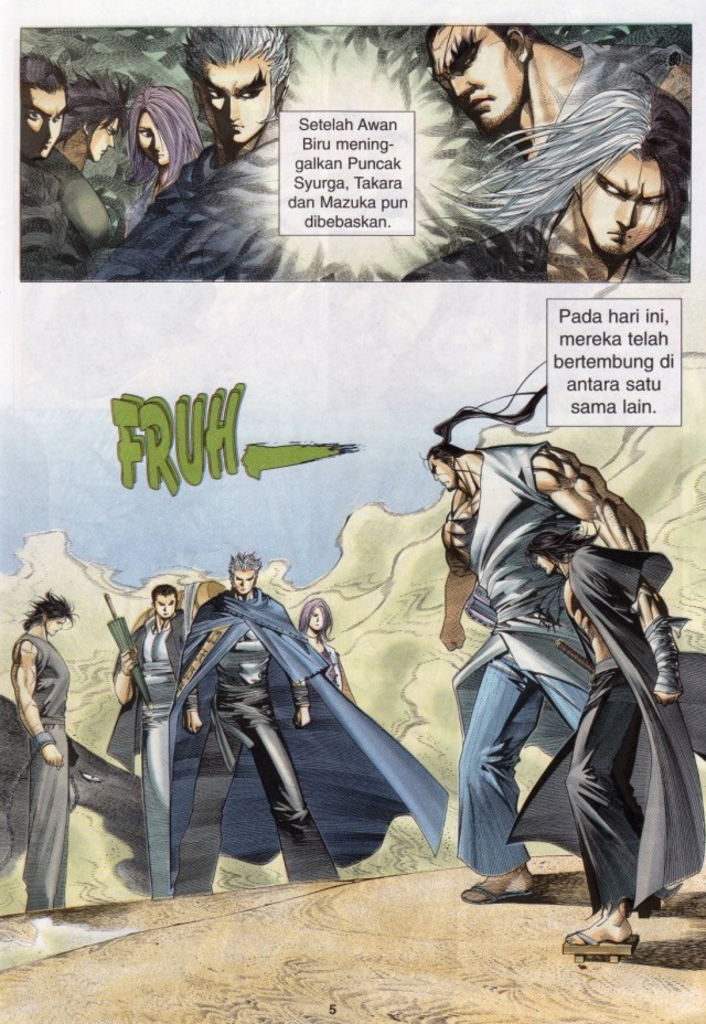 Setelah Awan
Biru mening-
galkan Puncak
Syurga, Takara
dan Mazuka pun
dibebaskan.
Pada hari ini,
mereka telah
bertembung di
antara satu
sama lain.
FRUH
5